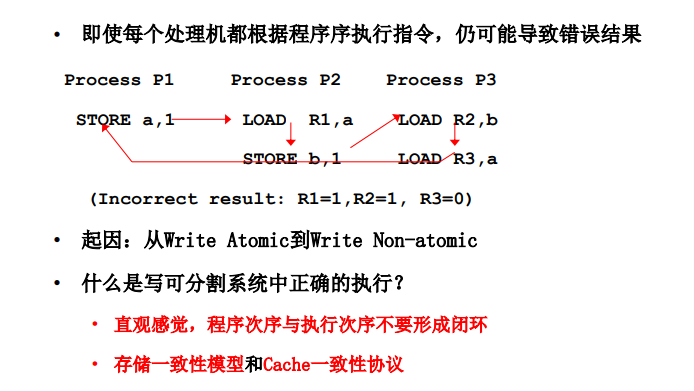 • 即使每个处理机都根据程序序执行指令，仍可能导致错误结果
Process P1 Process P2 Process P3
STORE a,1 LOAD R1,a LOAD R2,b
STORE b,1 LOAD R3,a
(Incorrect result: R1=1,R2=1, R3=0)
• 起因：从Write Atomic到Write Non-atomic
• 什么是写可分割系统中正确的执行？
• 直观感觉，程序次序与执行次序不要形成闭环
• 存储一致性模型和Cache一致性协议